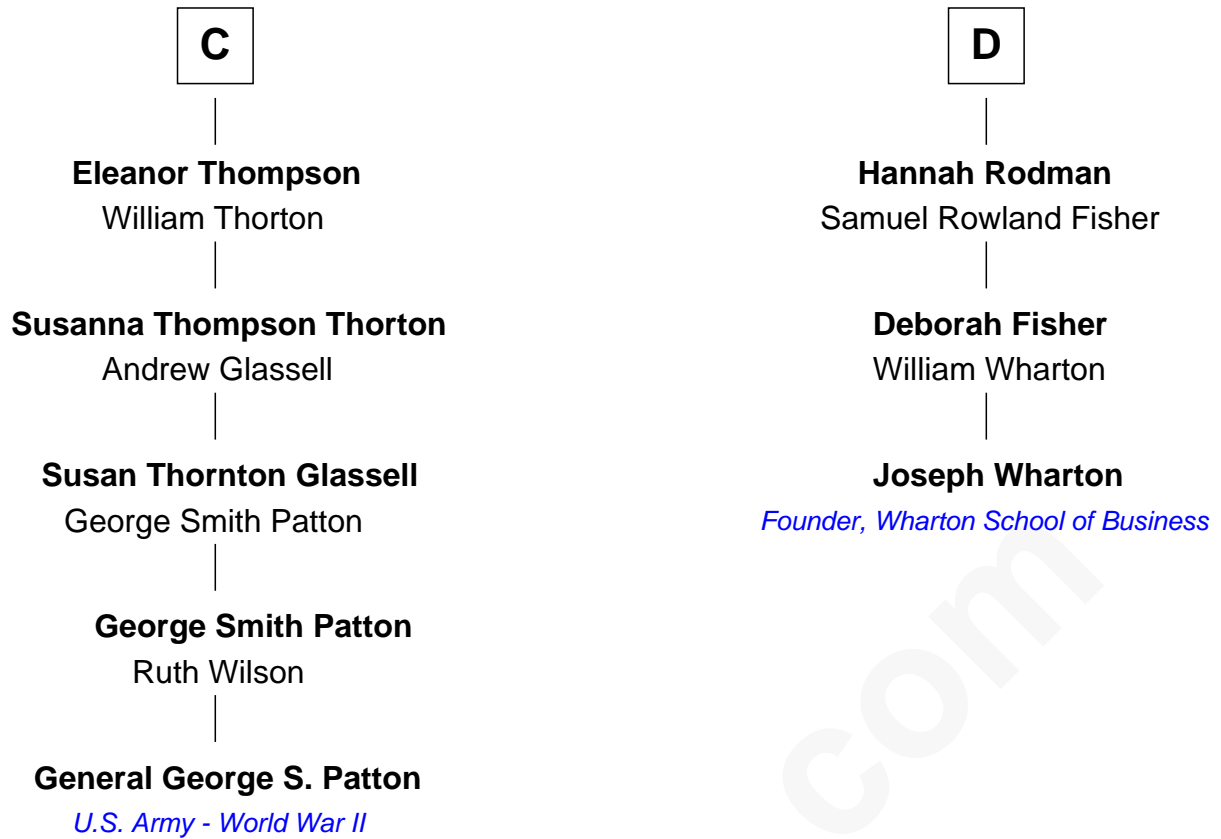 C
Eleanor Thompson
William Thorton
Susanna Thompson Thorton
Andrew Glassell
Susan Thornton Glassell
George Smith Patton
George Smith Patton
Ruth Wilson
General George S. Patton
U.S. Army - World War II
D
Hannah Rodman
Samuel Rowland Fisher
Deborah Fisher
William Wharton
Joseph Wharton
Founder, Wharton School of Business
com